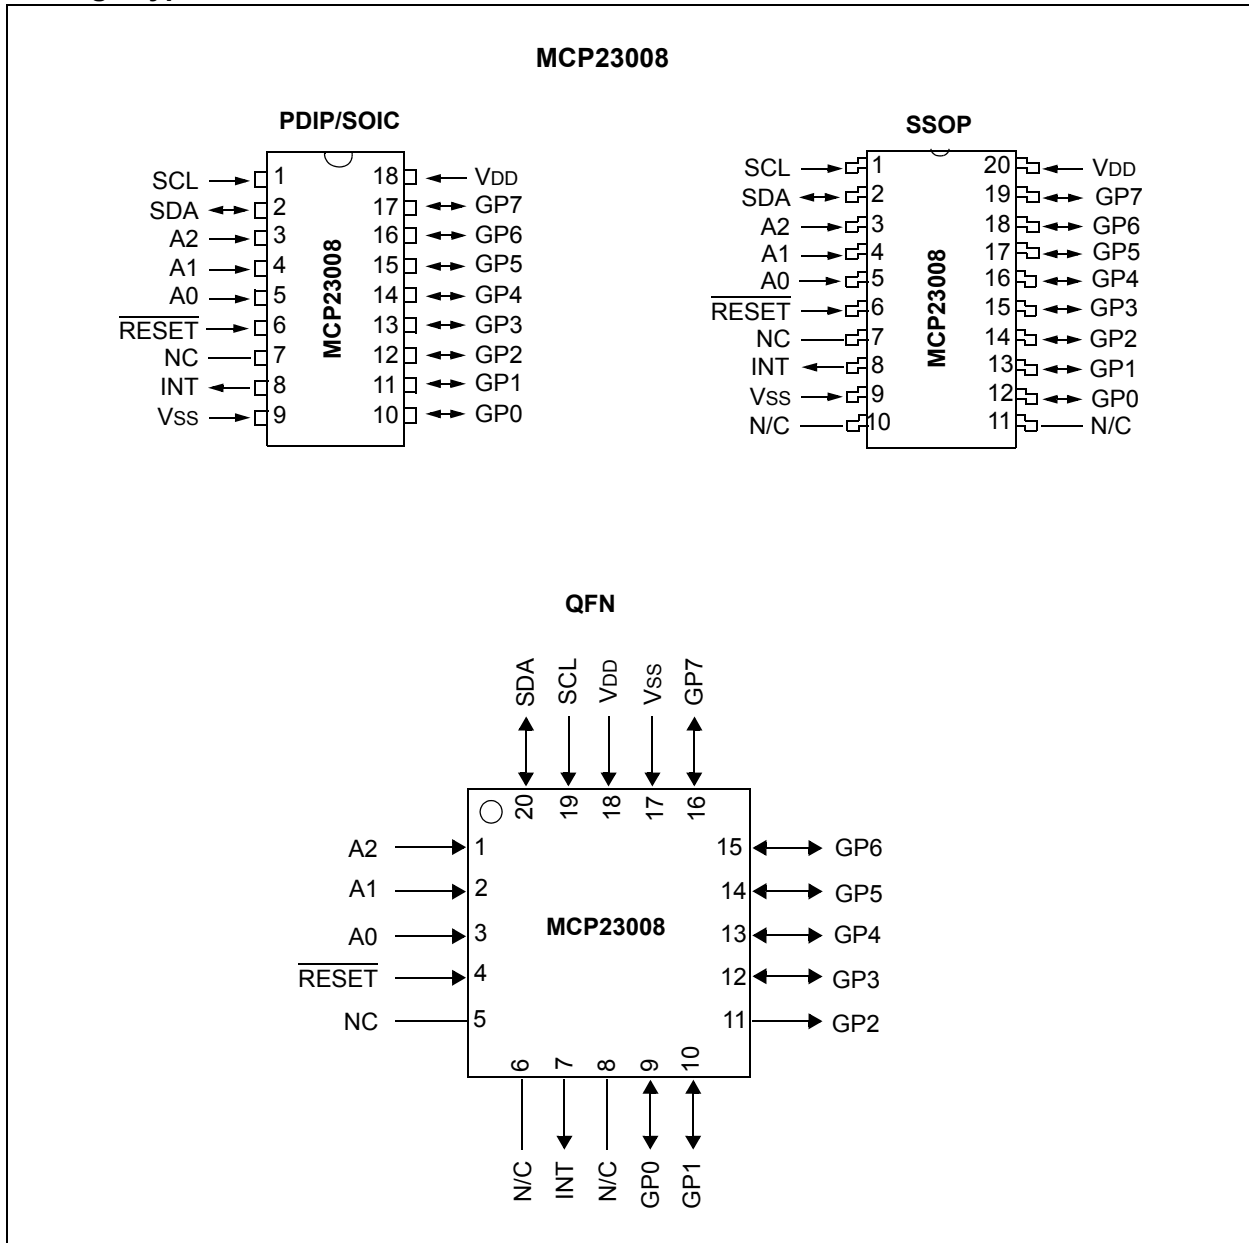 MCP23008
PDIP/SOIC
SCL 1 18 VDD
SDA 2 17 GP7
A2 3 16 GP6
A1 4 15 GP5
A0 5 14 GP4
RESET 6 13 GP3
NC 7 12 GP2
INT 8 11 GP1
VSS 9 10 GP0
MCP23008
SSOP
SCL 1 20 VDD
SDA 2 19 GP7
A2 3 18 GP6
A1 4 17 GP5
A0 5 16 GP4
RESET 6 15 GP3
NC 7 14 GP2
INT 8 13 GP1
VSS 9 12 GP0
N/C 10 11 N/C
MCP23008
QFN
SDA SCL VDD VSS GP7
20 19 18 17 16
A2 1 15 GP6
A1 2 14 GP5
A0 3 MCP23008 13 GP4
RESET 4 12 GP3
NC 5 11 GP2
6 7 8 9 10
N/C INT N/C GP0 GP1